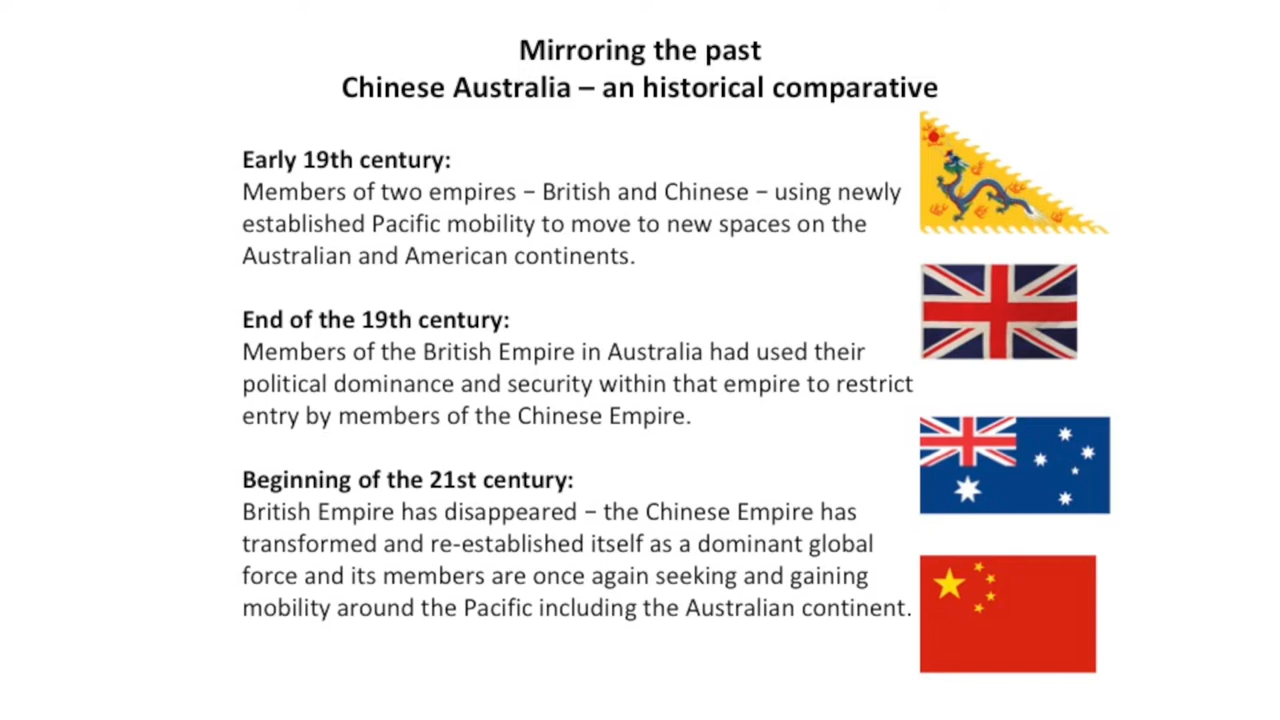 Mirroring the past
Chinese Australia – an historical comparative
Early 19th century:
Members of two empires – British and Chinese – using newly
established Pacific mobility to move to new spaces on the
Australian and American continents.
End of the 19th century:
Members of the British Empire in Australia had used their
political dominance and security within that empire to restrict
entry by members of the Chinese Empire.
Beginning of the 21st century:
British Empire has disappeared – the Chinese Empire has
transformed and re-established itself as a dominant global
force and its members are once again seeking and gaining
mobility around the Pacific including the Australian continent.